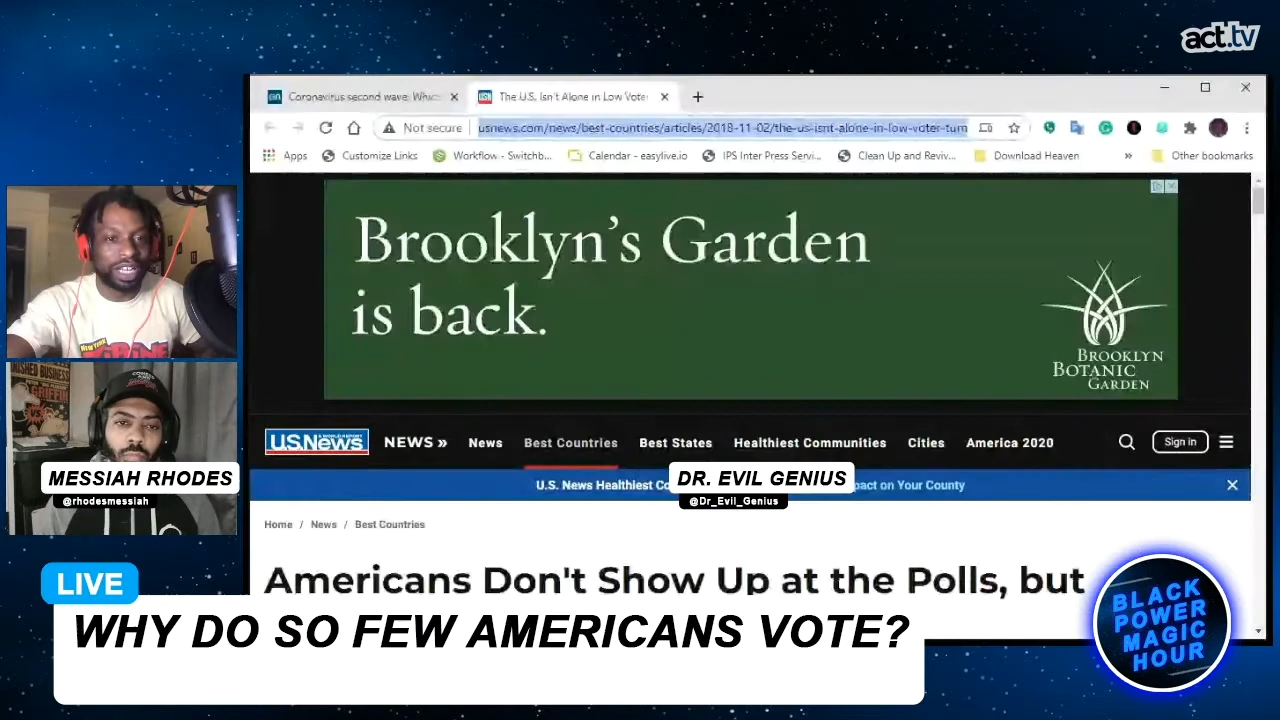 act.tv
Coronavirus second wave: Which
The U.S. Isn't Alone in Low Vote
Not secure
usnews.com/news/best-countries/articles/2018-11-02/the-us-isnt-alone-in-low-voter-turn
Apps
Customize Links
Workflow - Switchb...
Calendar - easylive.io
IPS Inter Press Servi...
Clean Up and Reviv...
Download Heaven
»
Other bookmarks
Brooklyn's Garden
is back.
BROOKLYN
BOTANIC
GARDEN
U.S.News
NEWS »
News
Best Countries
Best States
Healthiest Communities
Cities
America 2020
Sign in
U.S. News Healthiest Co
pact on Your County
Home / News / Best Countries
Americans Don't Show Up at the Polls, but
MESSIAH RHODES
@rhodesmessiah
DR. EVIL GENIUS
@Dr_Evil_Genius
LIVE
WHY DO SO FEW AMERICANS VOTE?
BLACK
POWER
MAGIC
HOUR